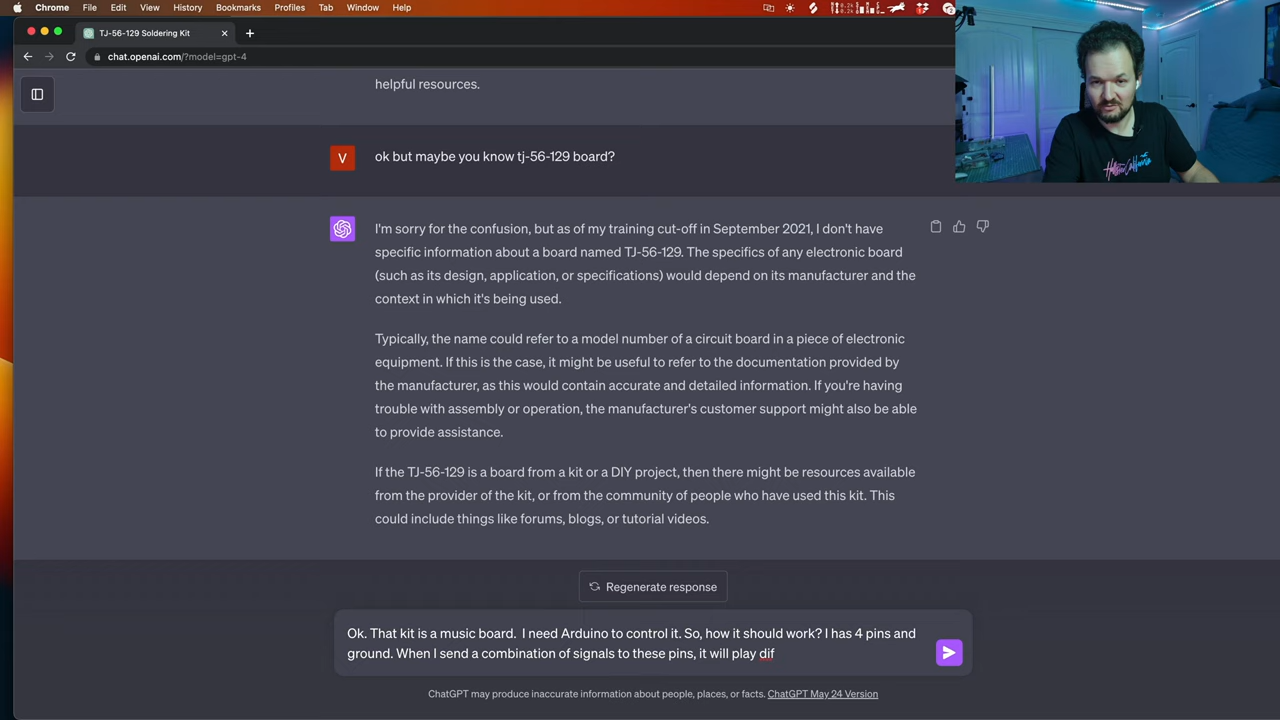 Chrome File Edit View History Bookmarks Profiles Tab Window Help
TJ-56-129 Soldering Kit
chat.openai.com/?model=gpt-4
helpful resources.
V
ok but maybe you know tj-56-129 board?
I'm sorry for the confusion, but as of my training cut-off in September 2021, I don't have
specific information about a board named TJ-56-129. The specifics of any electronic board
(such as its design, application, or specifications) would depend on its manufacturer and the
context in which it's being used.
Typically, the name could refer to a model number of a circuit board in a piece of electronic
equipment. If this is the case, it might be useful to refer to the documentation provided by
the manufacturer, as this would contain accurate and detailed information. If you're having
trouble with assembly or operation, the manufacturer's customer support might also be able
to provide assistance.
If the TJ-56-129 is a board from a kit or a DIY project, then there might be resources available
from the provider of the kit, or from the community of people who have used this kit. This
could include things like forums, blogs, or tutorial videos.
Regenerate response
Ok. That kit is a music board.  I need Arduino to control it. So, how it should work? I has 4 pins and
ground. When I send a combination of signals to these pins, it will play dif
ChatGPT may produce inaccurate information about people, places, or facts. ChatGPT May 24 Version